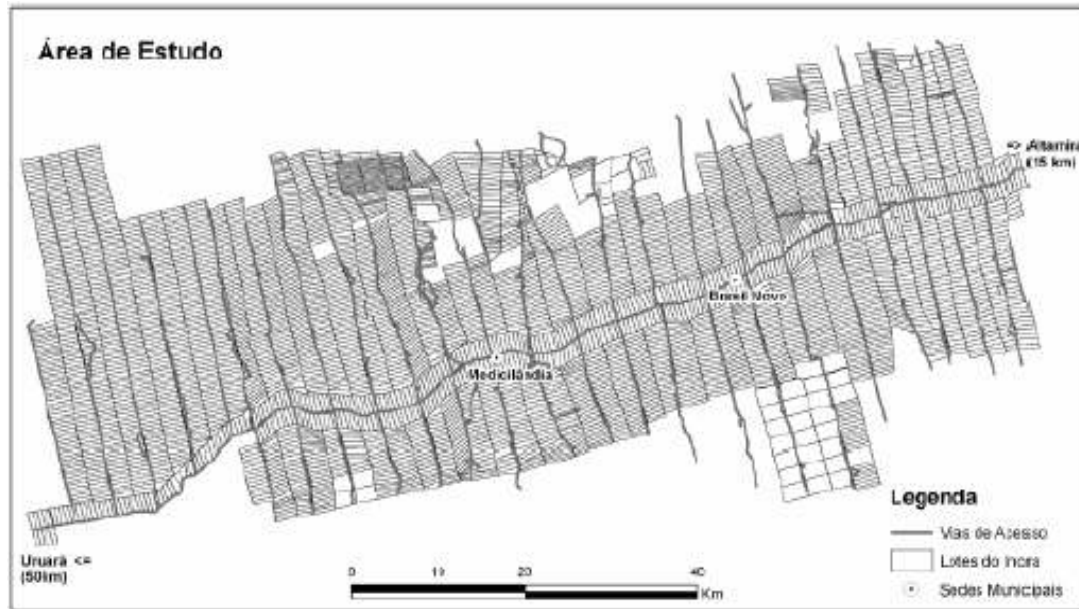 Área de Estudo
=> Altamira
(15 km)
Brasil Novo
Medicilândia
Uruará <=
(50km)
0 10 20 40
Km
Legenda
Vias de Acesso
Lotes do Incra
Sedes Municipais